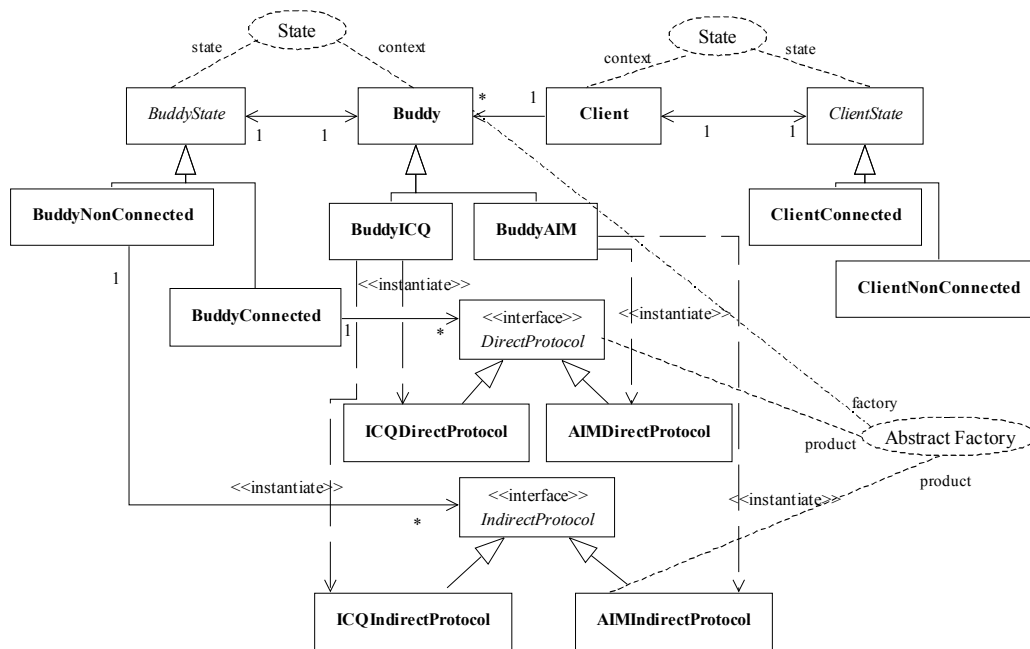 State
State
state
context
context
state
BuddyState
1
1
Buddy
*
1
Client
1
1
ClientState
BuddyNonConnected
BuddyICQ
BuddyAIM
ClientConnected
1
<<instantiate>>
ClientNonConnected
BuddyConnected
1
*
<<interface>>
DirectProtocol
<<instantiate>>
factory
ICQDirectProtocol
AIMDirectProtocol
Abstract Factory
product
product
<<instantiate>>
*
<<interface>>
IndirectProtocol
<<instantiate>>
ICQIndirectProtocol
AIMIndirectProtocol